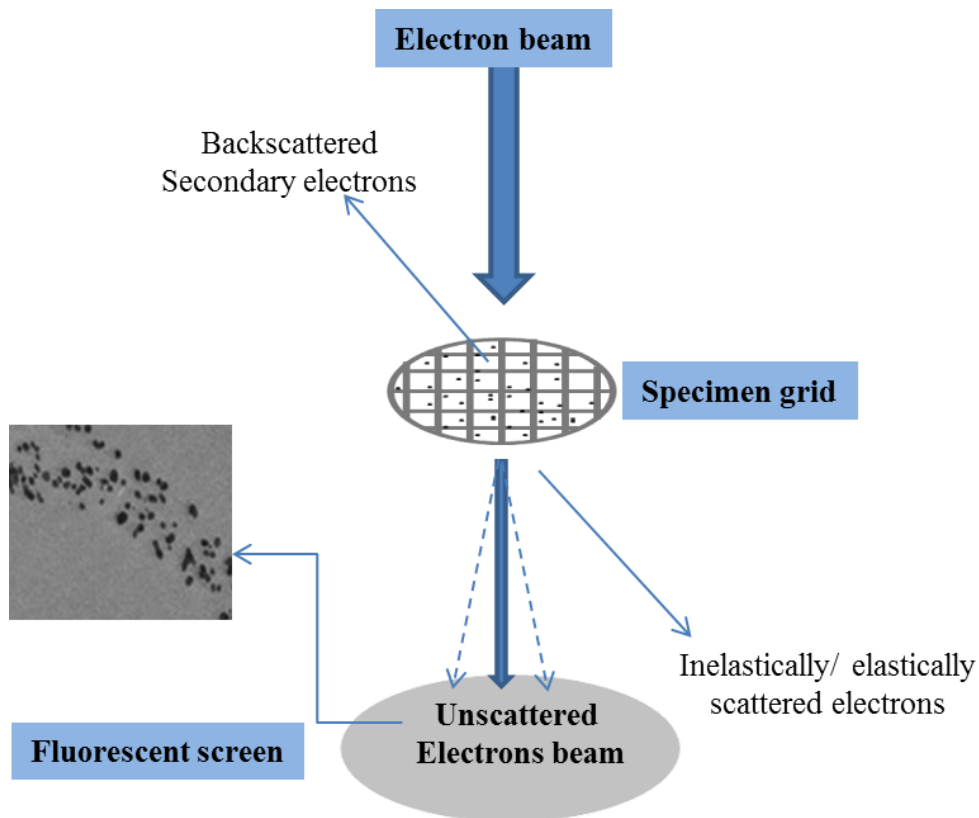 Electron beam
Backscattered
Secondary electrons
Specimen grid
Inelastically/ elastically
scattered electrons
Unscattered
Electrons beam
Fluorescent screen